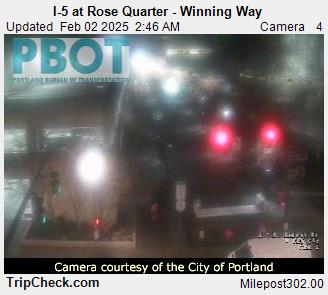 I-5 at Rose Quarter - Winning Way
Updated  Feb 02 2025  2:46 AM Camera 4
PBOT
PORTLAND BUREAU OF TRANSPORTATION
Camera courtesy of the City of Portland
TripCheck.com Milepost302.00